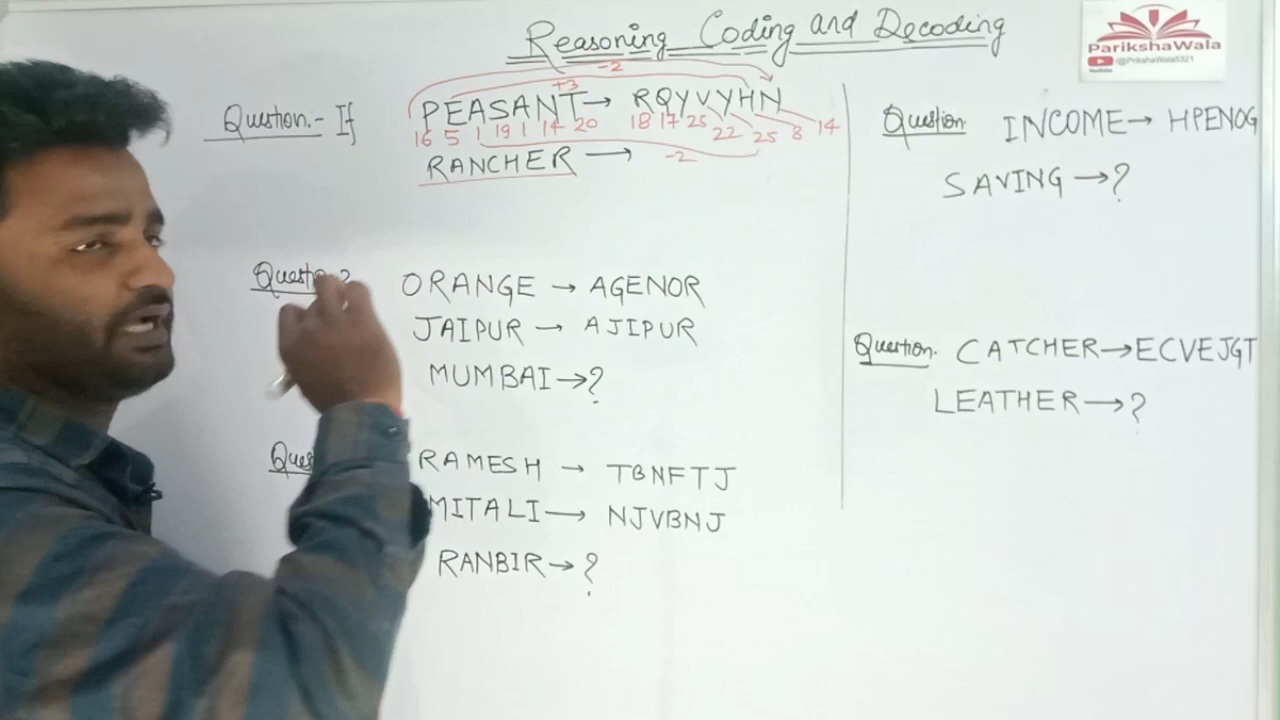 Reasoning Coding and Decoding
ParikshaWala
YouTube @PrikshaWala5321
-2
+3
Question.- If PEASANT→ RQYVYHN
16 5 1 19 1 14 20 18 17 25 22 25 8 14
RANCHER → -2
ORANGE → AGENOR
JAIPUR → AJIPUR
MUMBAI →?
RAMESH → TBNFTJ
MITALI → NJVBNJ
RANBIR → ?
Question INCOME → HPENOG
SAVING →?
Question. CATCHER→ECVEJGT
LEATHER →?